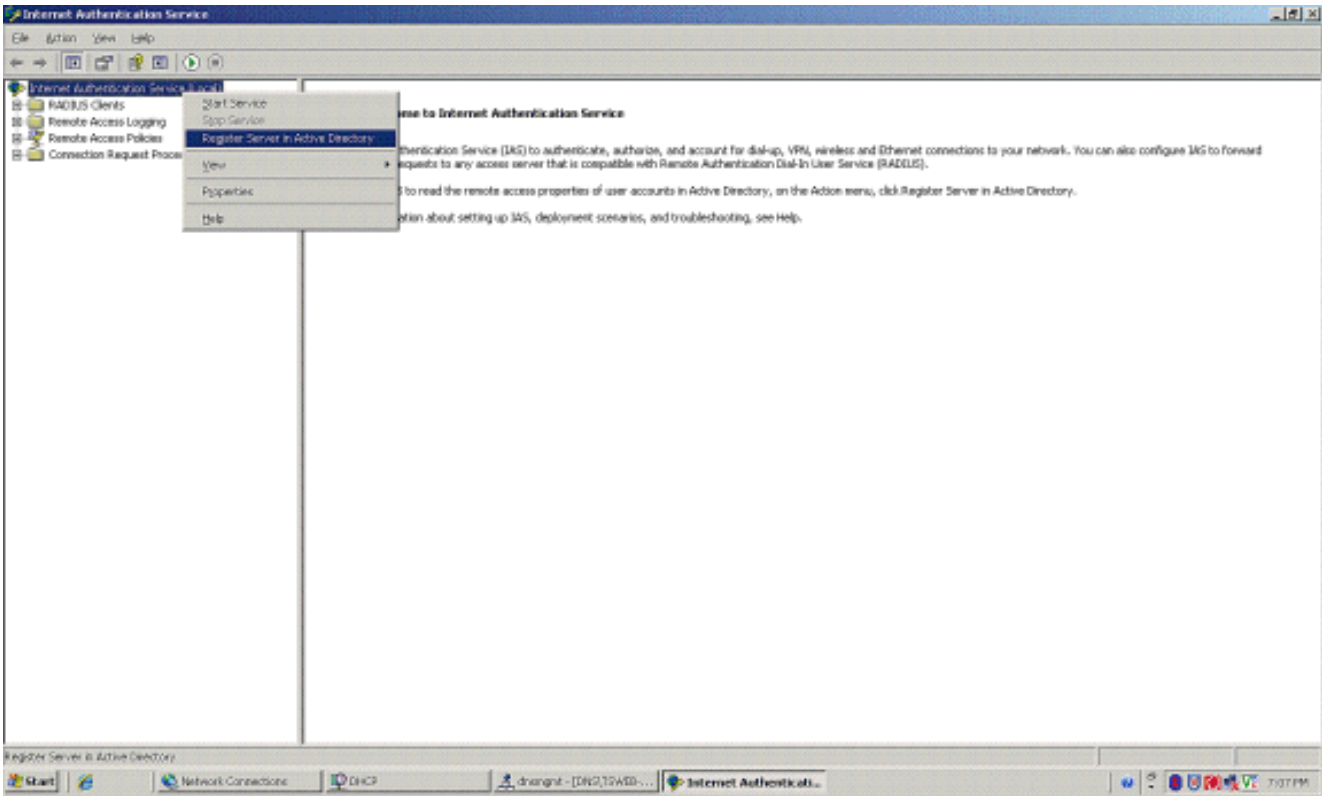 Internet Authentication Service
File Action View Help
Internet Authentication Service (Local)
RADIUS Clients
Remote Access Logging
Remote Access Policies
Connection Request Proce
Start Service
Stop Service
Register Server in Active Directory
View
Properties
Help
ome to Internet Authentication Service
thentication Service (IAS) to authenticate, authorize, and account for dial-up, VPN, wireless and Ethernet connections to your network. You can also configure IAS to forward
equests to any access server that is compatible with Remote Authentication Dial-In User Service (RADIUS).
S to read the remote access properties of user accounts in Active Directory, on the Action menu, click Register Server in Active Directory.
ation about setting up IAS, deployment scenarios, and troubleshooting, see Help.
Register Server in Active Directory
Start
Network Connections
DHCP
Internet Authenticati...
7:07 PM